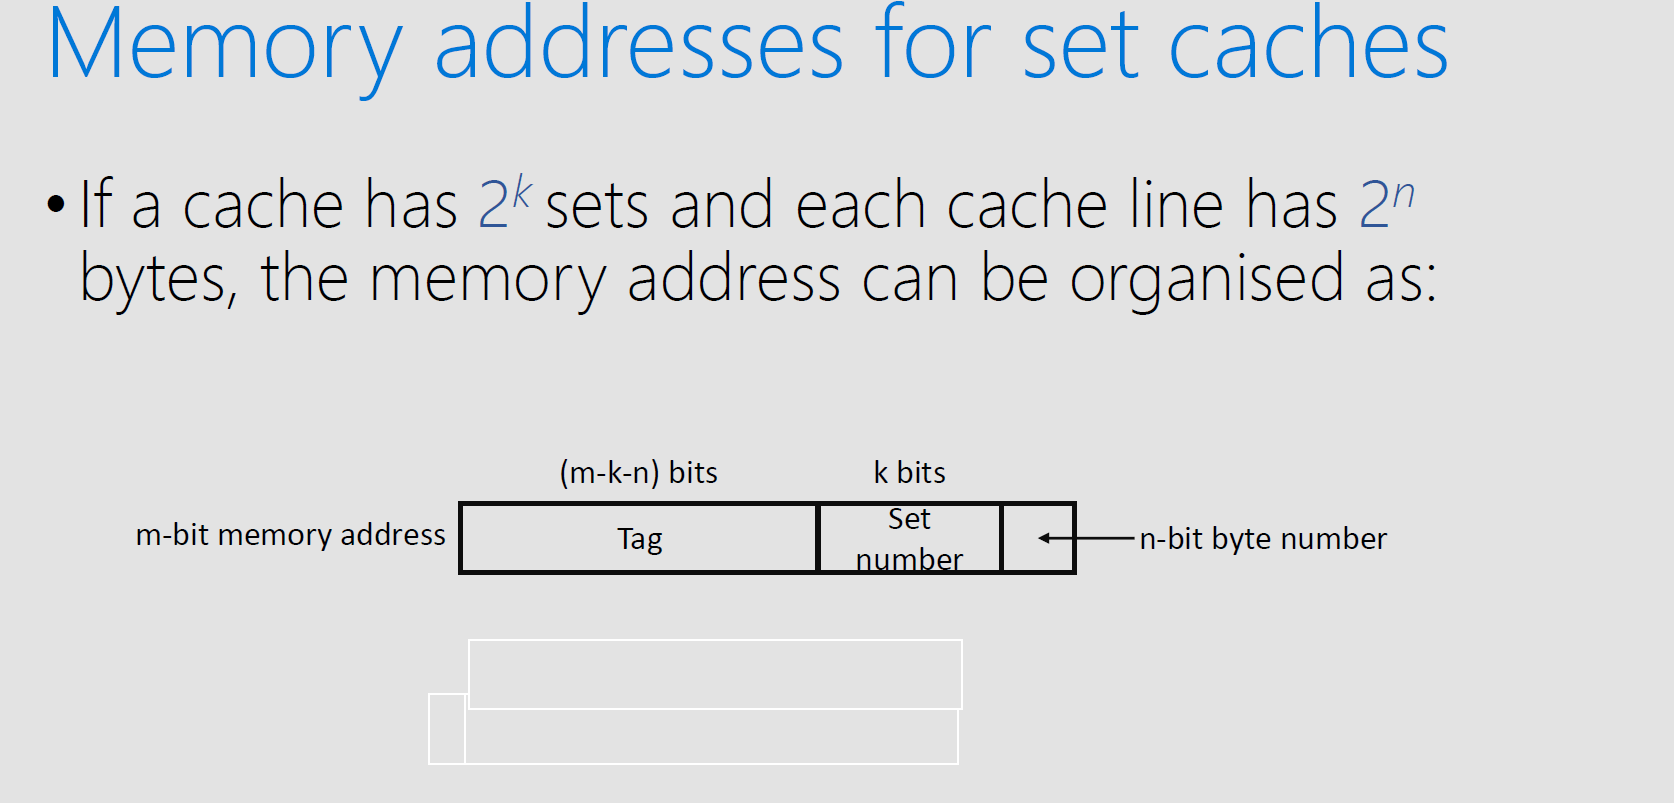 Memory addresses for set caches
• If a cache has 2^k sets and each cache line has 2^n
bytes, the memory address can be organised as:
(m-k-n) bits k bits
m-bit memory address Tag Set number n-bit byte number